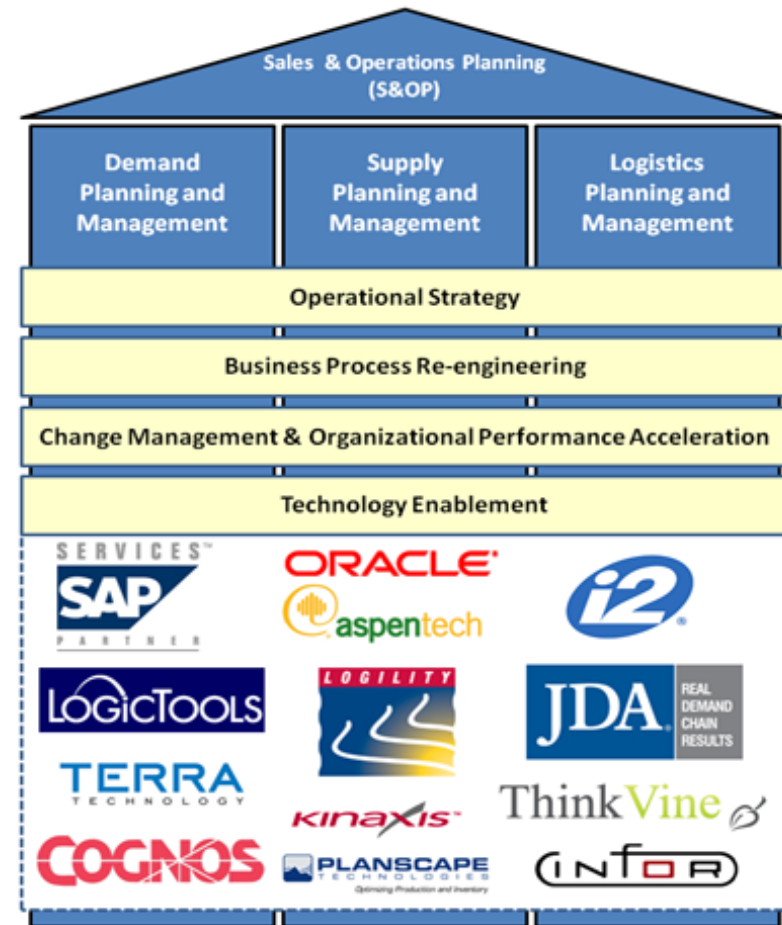 Sales & Operations Planning
(S&OP)
Demand
Planning and
Management
Supply
Planning and
Management
Logistics
Planning and
Management
Operational Strategy
Business Process Re-engineering
Change Management & Organizational Performance Acceleration
Technology Enablement
SERVICES™
SAP
PARTNER
ORACLE®
aspentech
i2®
LOGICTOOLS
LOGILITY
JDA®
REAL
DEMAND
CHAIN
RESULTS
TERRA
TECHNOLOGY
KINAXIS™
ThinkVine
COGNOS
PLANSCAPE
TECHNOLOGIES
Optimizing Production and Inventory
INFOR